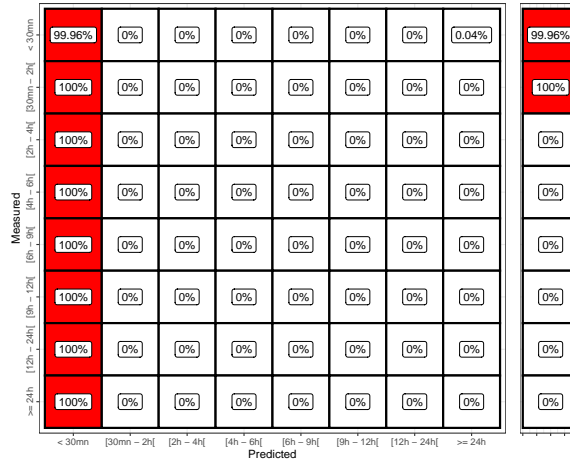 < 30mn 99.96% 0% 0% 0% 0% 0% 0% 0.04% 99.96%
[30mn − 2h[ 100% 0% 0% 0% 0% 0% 0% 0% 100%
[2h − 4h[ 100% 0% 0% 0% 0% 0% 0% 0% 0%
[4h − 6h[ 100% 0% 0% 0% 0% 0% 0% 0% 0%
[6h − 9h[ 100% 0% 0% 0% 0% 0% 0% 0% 0%
[9h − 12h[ 100% 0% 0% 0% 0% 0% 0% 0% 0%
[12h − 24h[ 100% 0% 0% 0% 0% 0% 0% 0% 0%
>= 24h 100% 0% 0% 0% 0% 0% 0% 0% 0%
Measured
< 30mn [30mn − 2h[ [2h − 4h[ [4h − 6h[ [6h − 9h[ [9h − 12h[ [12h − 24h[ >= 24h
Predicted